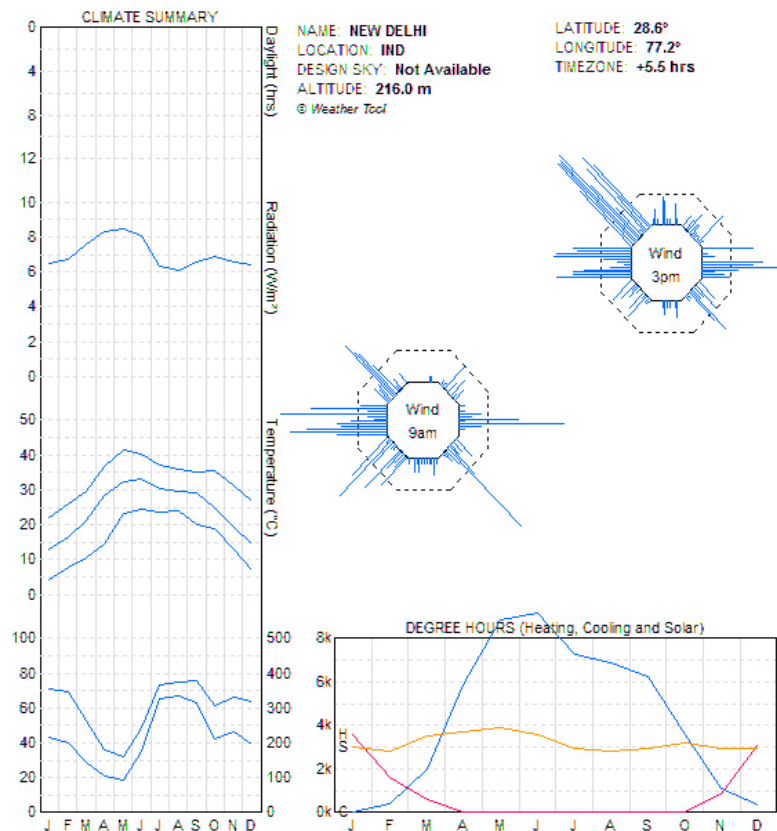 CLIMATE SUMMARY
NAME: NEW DELHI
LOCATION: IND
DESIGN SKY: Not Available
ALTITUDE: 216.0 m
© Weather Tool
LATITUDE: 28.6°
LONGITUDE: 77.2°
TIMEZONE: +5.5 hrs
0
4
8
12
Daylight (hrs)
10
8
6
4
2
0
Radiation (W/m²)
50
40
30
20
10
0
Temperature (°C)
100
80
60
40
20
0
500
400
300
200
100
0
J F M A M J J A S O N D
Wind
3pm
Wind
9am
DEGREE HOURS (Heating, Cooling and Solar)
8k
6k
4k
2k
0k
H
S
C
J F M A M J J A S O N D